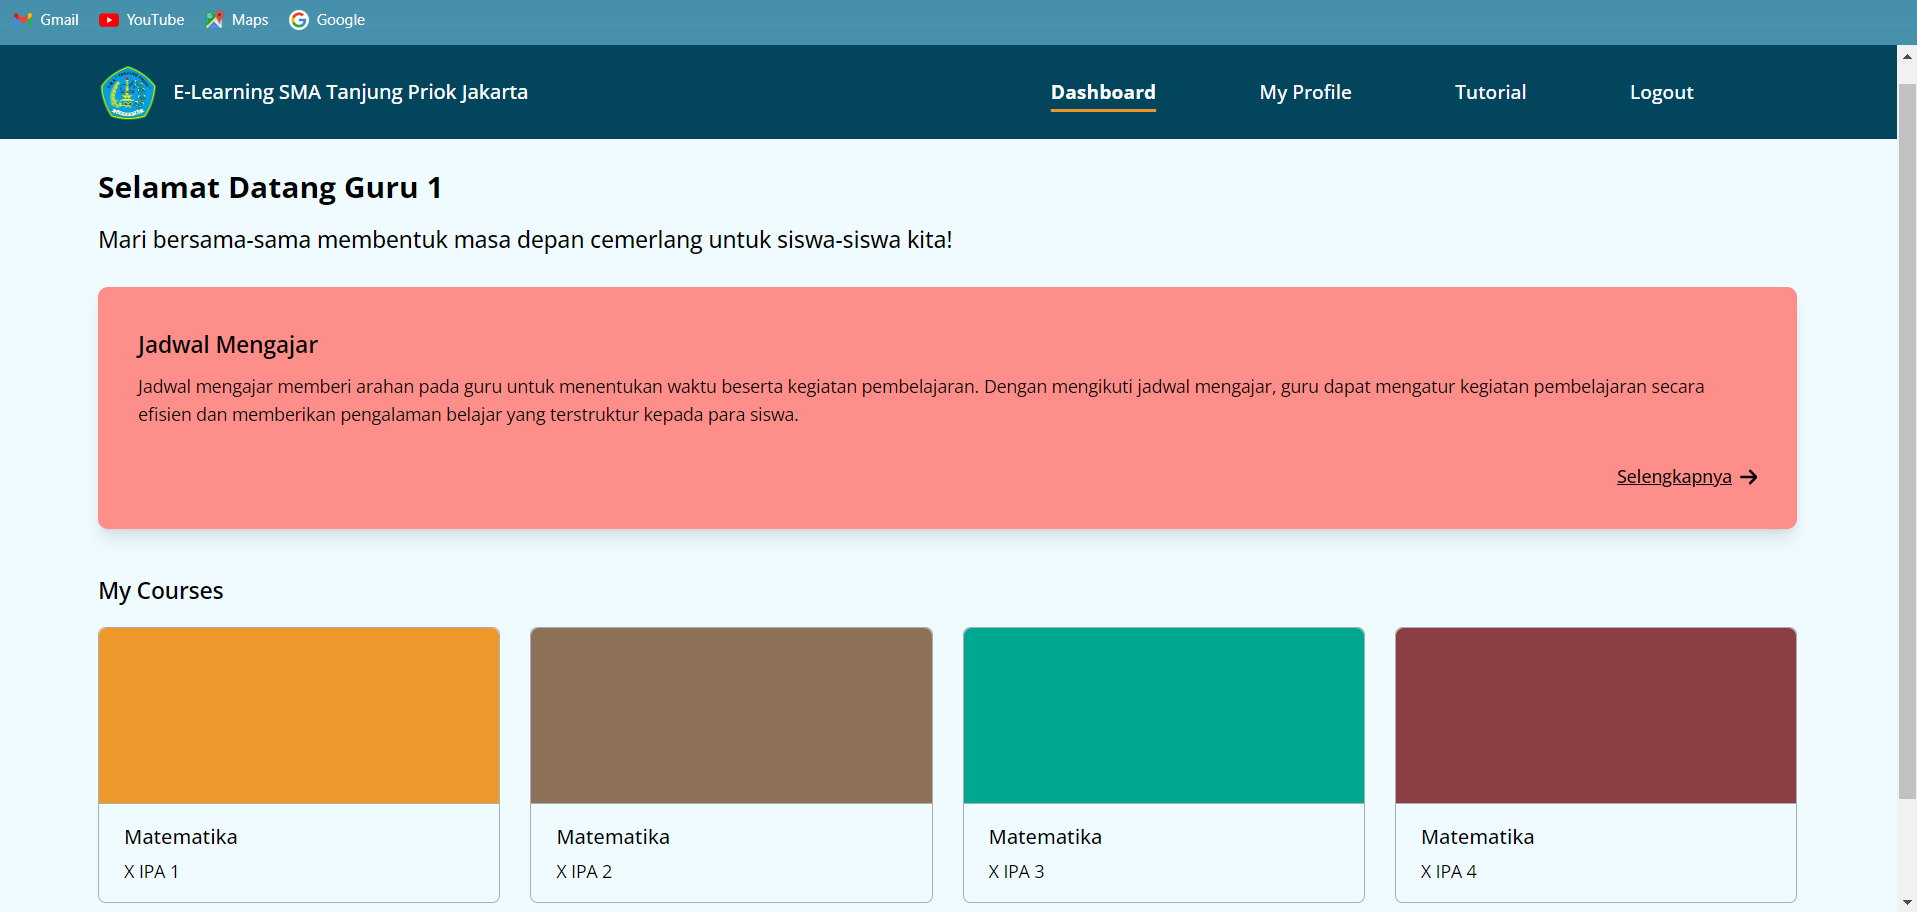 Gmail YouTube Maps Google
E-Learning SMA Tanjung Priok Jakarta Dashboard My Profile Tutorial Logout
Selamat Datang Guru 1
Mari bersama-sama membentuk masa depan cemerlang untuk siswa-siswa kita!
Jadwal Mengajar
Jadwal mengajar memberi arahan pada guru untuk menentukan waktu beserta kegiatan pembelajaran. Dengan mengikuti jadwal mengajar, guru dapat mengatur kegiatan pembelajaran secara
efisien dan memberikan pengalaman belajar yang terstruktur kepada para siswa.
Selengkapnya
My Courses
Matematika
X IPA 1
Matematika
X IPA 2
Matematika
X IPA 3
Matematika
X IPA 4